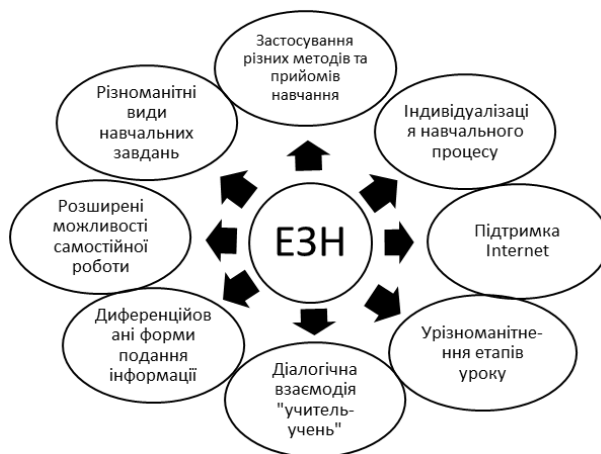 Застосування
різних методів та
прийомів
навчання
Індивідуалізаці
я навчального
процесу
Підтримка
Internet
Урізноманітне-
ння етапів
уроку
Діалогічна
взаємодія
"учитель-
учень"
Диференційов
ані форми
подання
інформації
Розширені
можливості
самостійної
роботи
Різноманітні
види
навчальних
завдань
ЕЗН